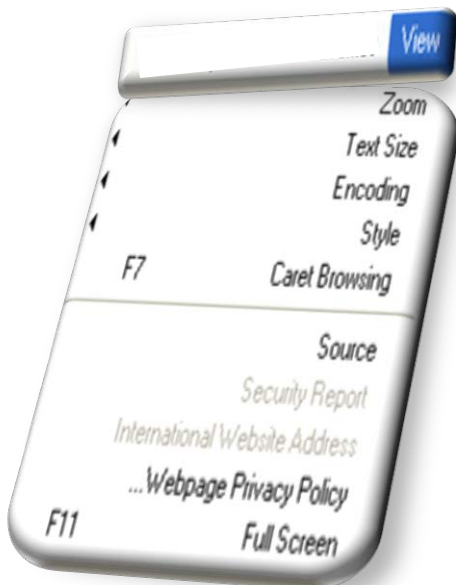 View
Zoom
Text Size
Encoding
Style
Caret Browsing F7
Source
Security Report
International Website Address
...Webpage Privacy Policy
Full Screen F11